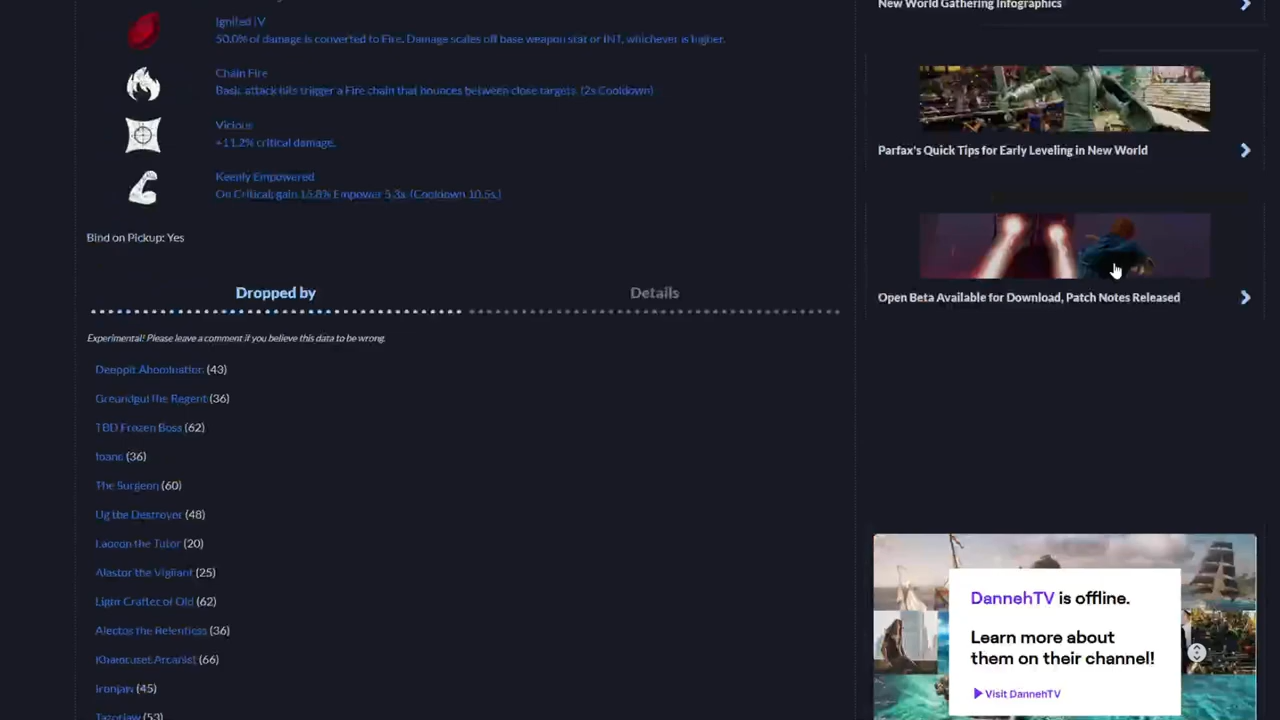 New World Gathering Infographics
Ignited IV
50.0% of damage is converted to Fire. Damage scales off base weapon stat or INT, whichever is higher.
Chain Fire
Basic attack hits trigger a Fire chain that bounces between close targets. (2s Cooldown)
Vicious
+11.2% critical damage.
Keenly Empowered
On Critical: gain 15.8% Empower 5.3s. (Cooldown 10.5s.)
Bind on Pickup: Yes
Dropped by
Details
Experimental! Please leave a comment if you believe this data to be wrong.
Deeppit Abomination (43)
Greundgul the Regent (36)
TBD Frozen Boss (62)
(36)
The Surgeon (60)
Ug the Destroyer (48)
Laocon the Tutor (20)
Alastor the Vigilant (25)
Light Crafter of Old (62)
Alectos the Relentless (36)
Khamuset Arcanist (66)
Ironjaw (45)
Tazorjaw (53)
Parfax's Quick Tips for Early Leveling in New World
Open Beta Available for Download, Patch Notes Released
DannehTV is offline.
Learn more about
them on their channel!
Visit DannehTV